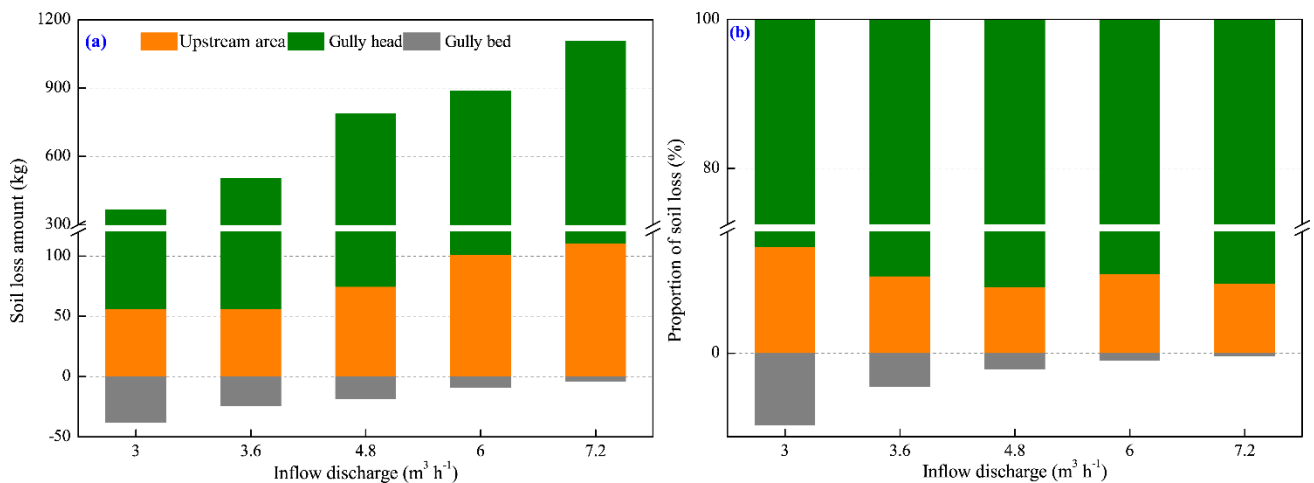 (a)
Upstream area
Gully head
Gully bed
1200
900
600
300
100
50
0
-50
Soil loss amount (kg)
3
3.6
4.8
6
7.2
Inflow discharge (m³ h⁻¹)
(b)
100
80
0
Proportion of soil loss (%)
3
3.6
4.8
6
7.2
Inflow discharge (m³ h⁻¹)